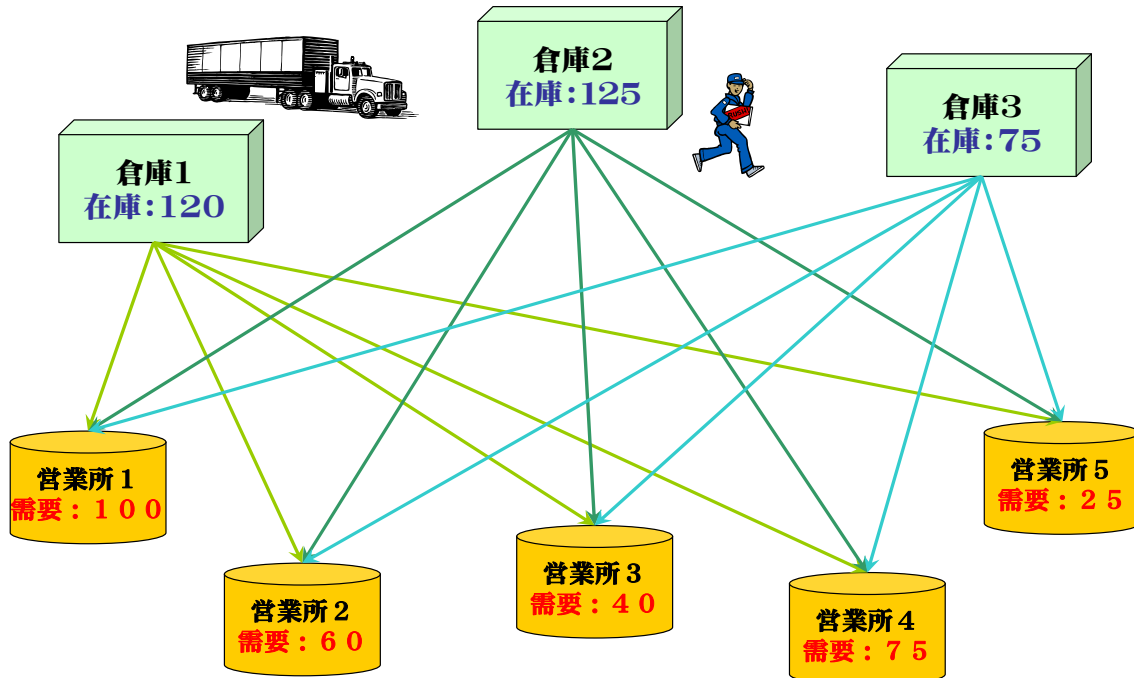 倉庫2
在庫:125
倉庫3
在庫:75
倉庫1
在庫:120
営業所１
需要：１００
営業所５
需要：２５
営業所３
需要：４０
営業所２
需要：６０
営業所４
需要：７５